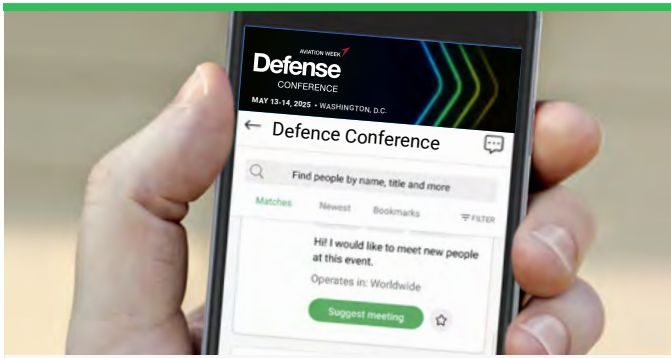 AVIATION WEEK
Defense
CONFERENCE
MAY 13-14, 2025 • WASHINGTON, D.C.
Defence Conference
Find people by name, title and more
Matches Newest Bookmarks FILTER
Hi! I would like to meet new people
at this event.
Operates in: Worldwide
Suggest meeting